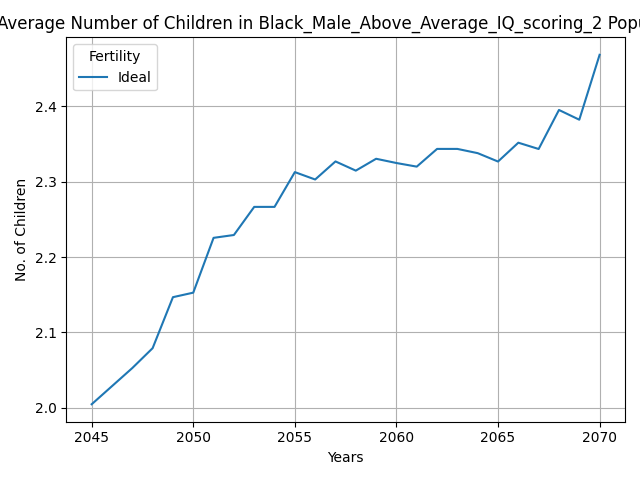 Average Number of Children in Black_Male_Above_Average_IQ_scoring_2 Popu
Fertility
Ideal
No. of Children
2.4
2.3
2.2
2.1
2.0
2045 2050 2055 2060 2065 2070
Years